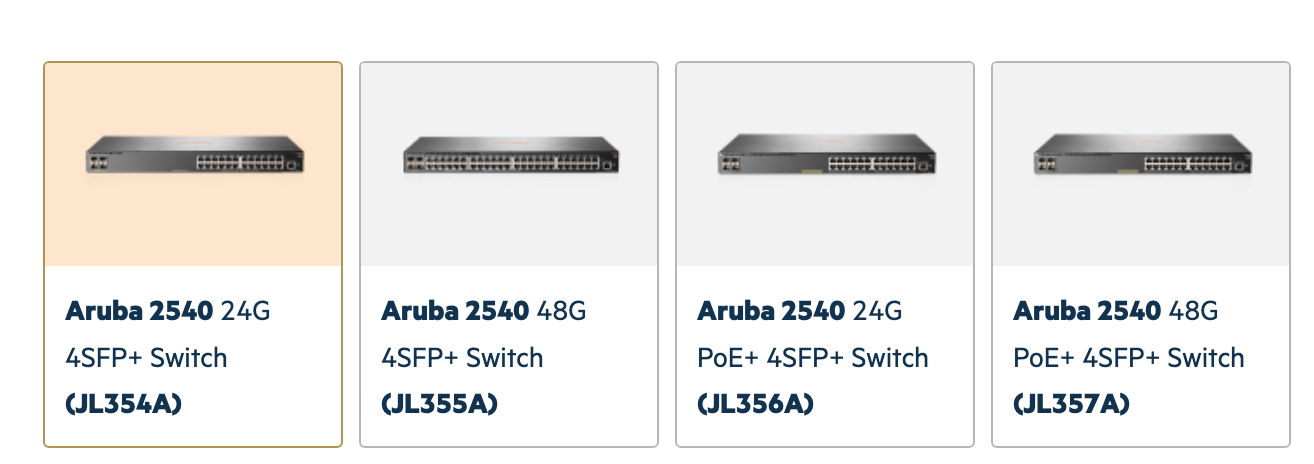 Aruba 2540 24G
4SFP+ Switch
(JL354A)
Aruba 2540 48G
4SFP+ Switch
(JL355A)
Aruba 2540 24G
PoE+ 4SFP+ Switch
(JL356A)
Aruba 2540 48G
PoE+ 4SFP+ Switch
(JL357A)